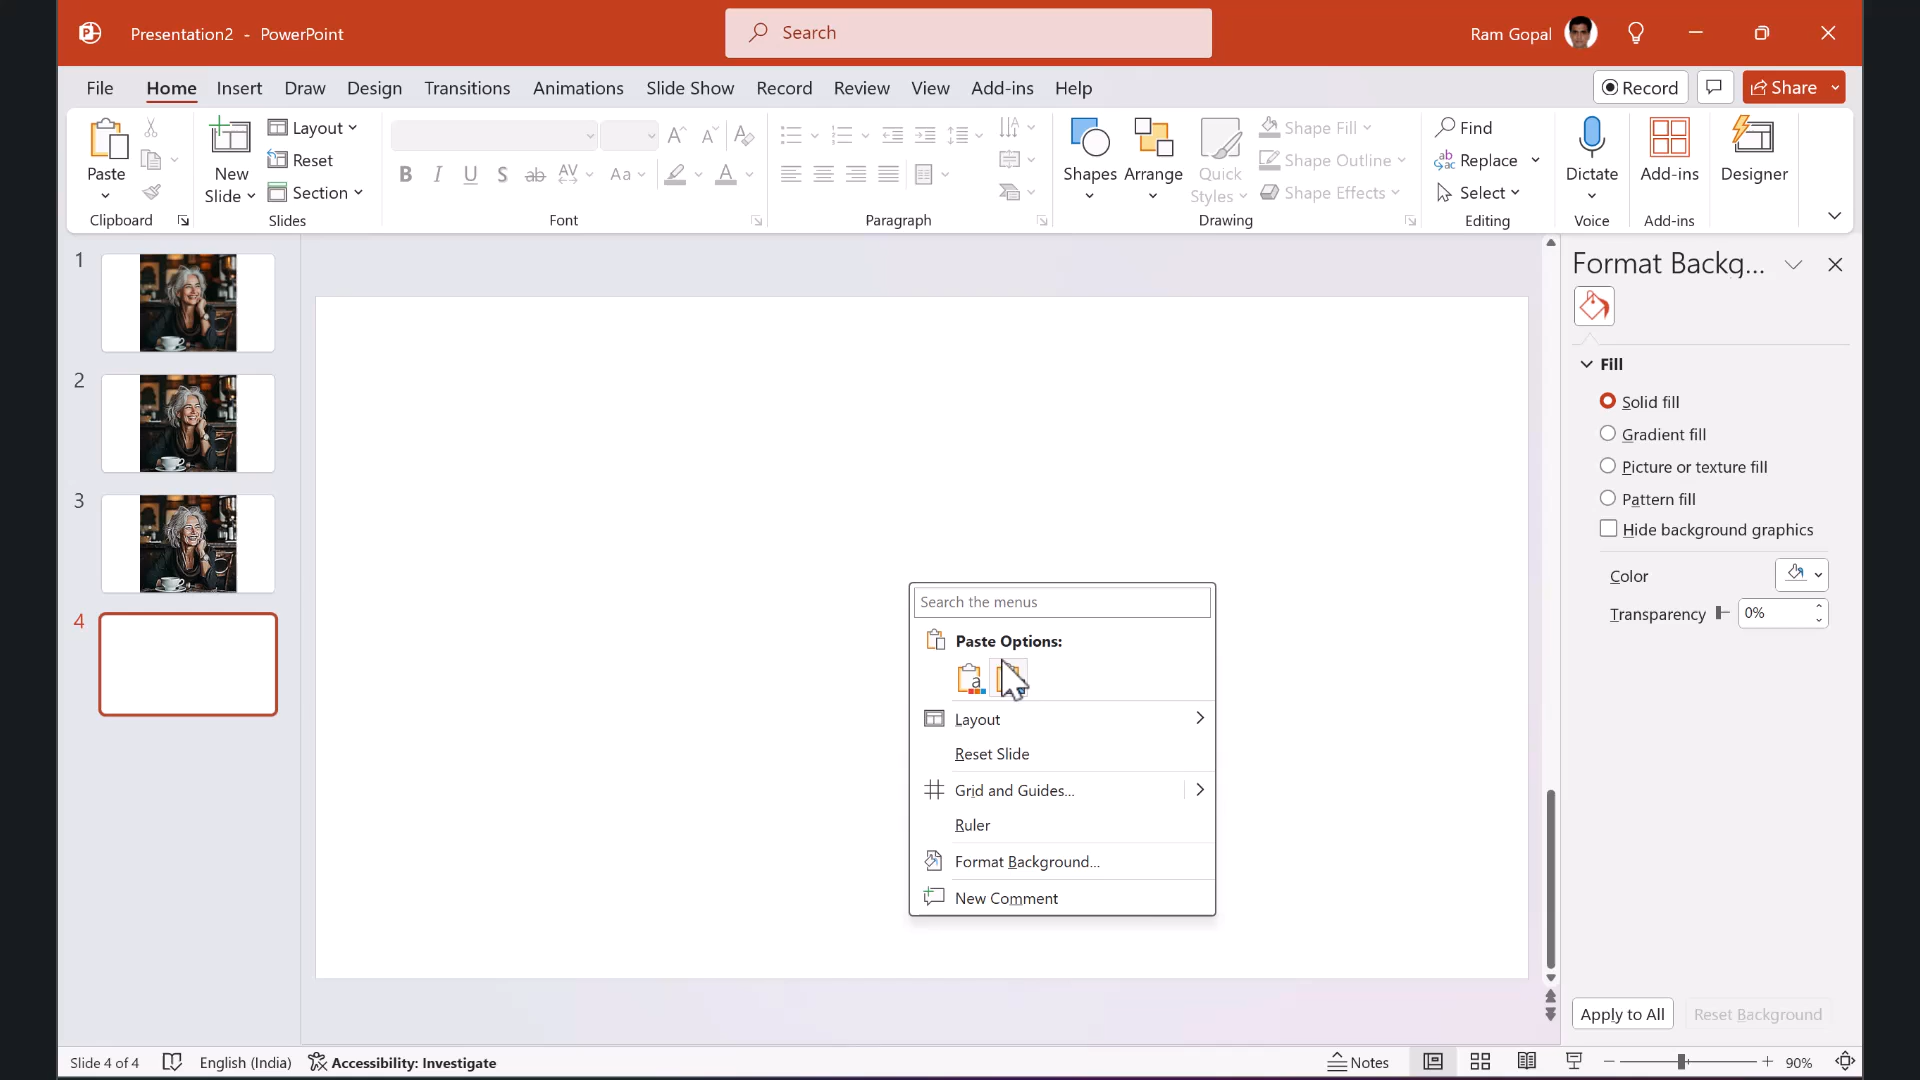 Presentation2 - PowerPoint
Search
Ram Gopal
File Home Insert Draw Design Transitions Animations Slide Show Record Review View Add-ins Help
Record
Share
Paste
Clipboard
New
Slide
Layout
Reset
Section
Slides
B I U S ab AV Aa A
Font
Paragraph
Shapes
Arrange
Quick
Styles
Shape Fill
Shape Outline
Shape Effects
Drawing
Find
Replace
Select
Editing
Dictate
Voice
Add-ins
Add-ins
Designer
1
2
3
4
Search the menus
Paste Options:
Layout
Reset Slide
Grid and Guides...
Ruler
Format Background...
New Comment
Format Backg...
Fill
Solid fill
Gradient fill
Picture or texture fill
Pattern fill
Hide background graphics
Color
Transparency 0%
Apply to All
Reset Background
Slide 4 of 4
English (India)
Accessibility: Investigate
Notes
90%